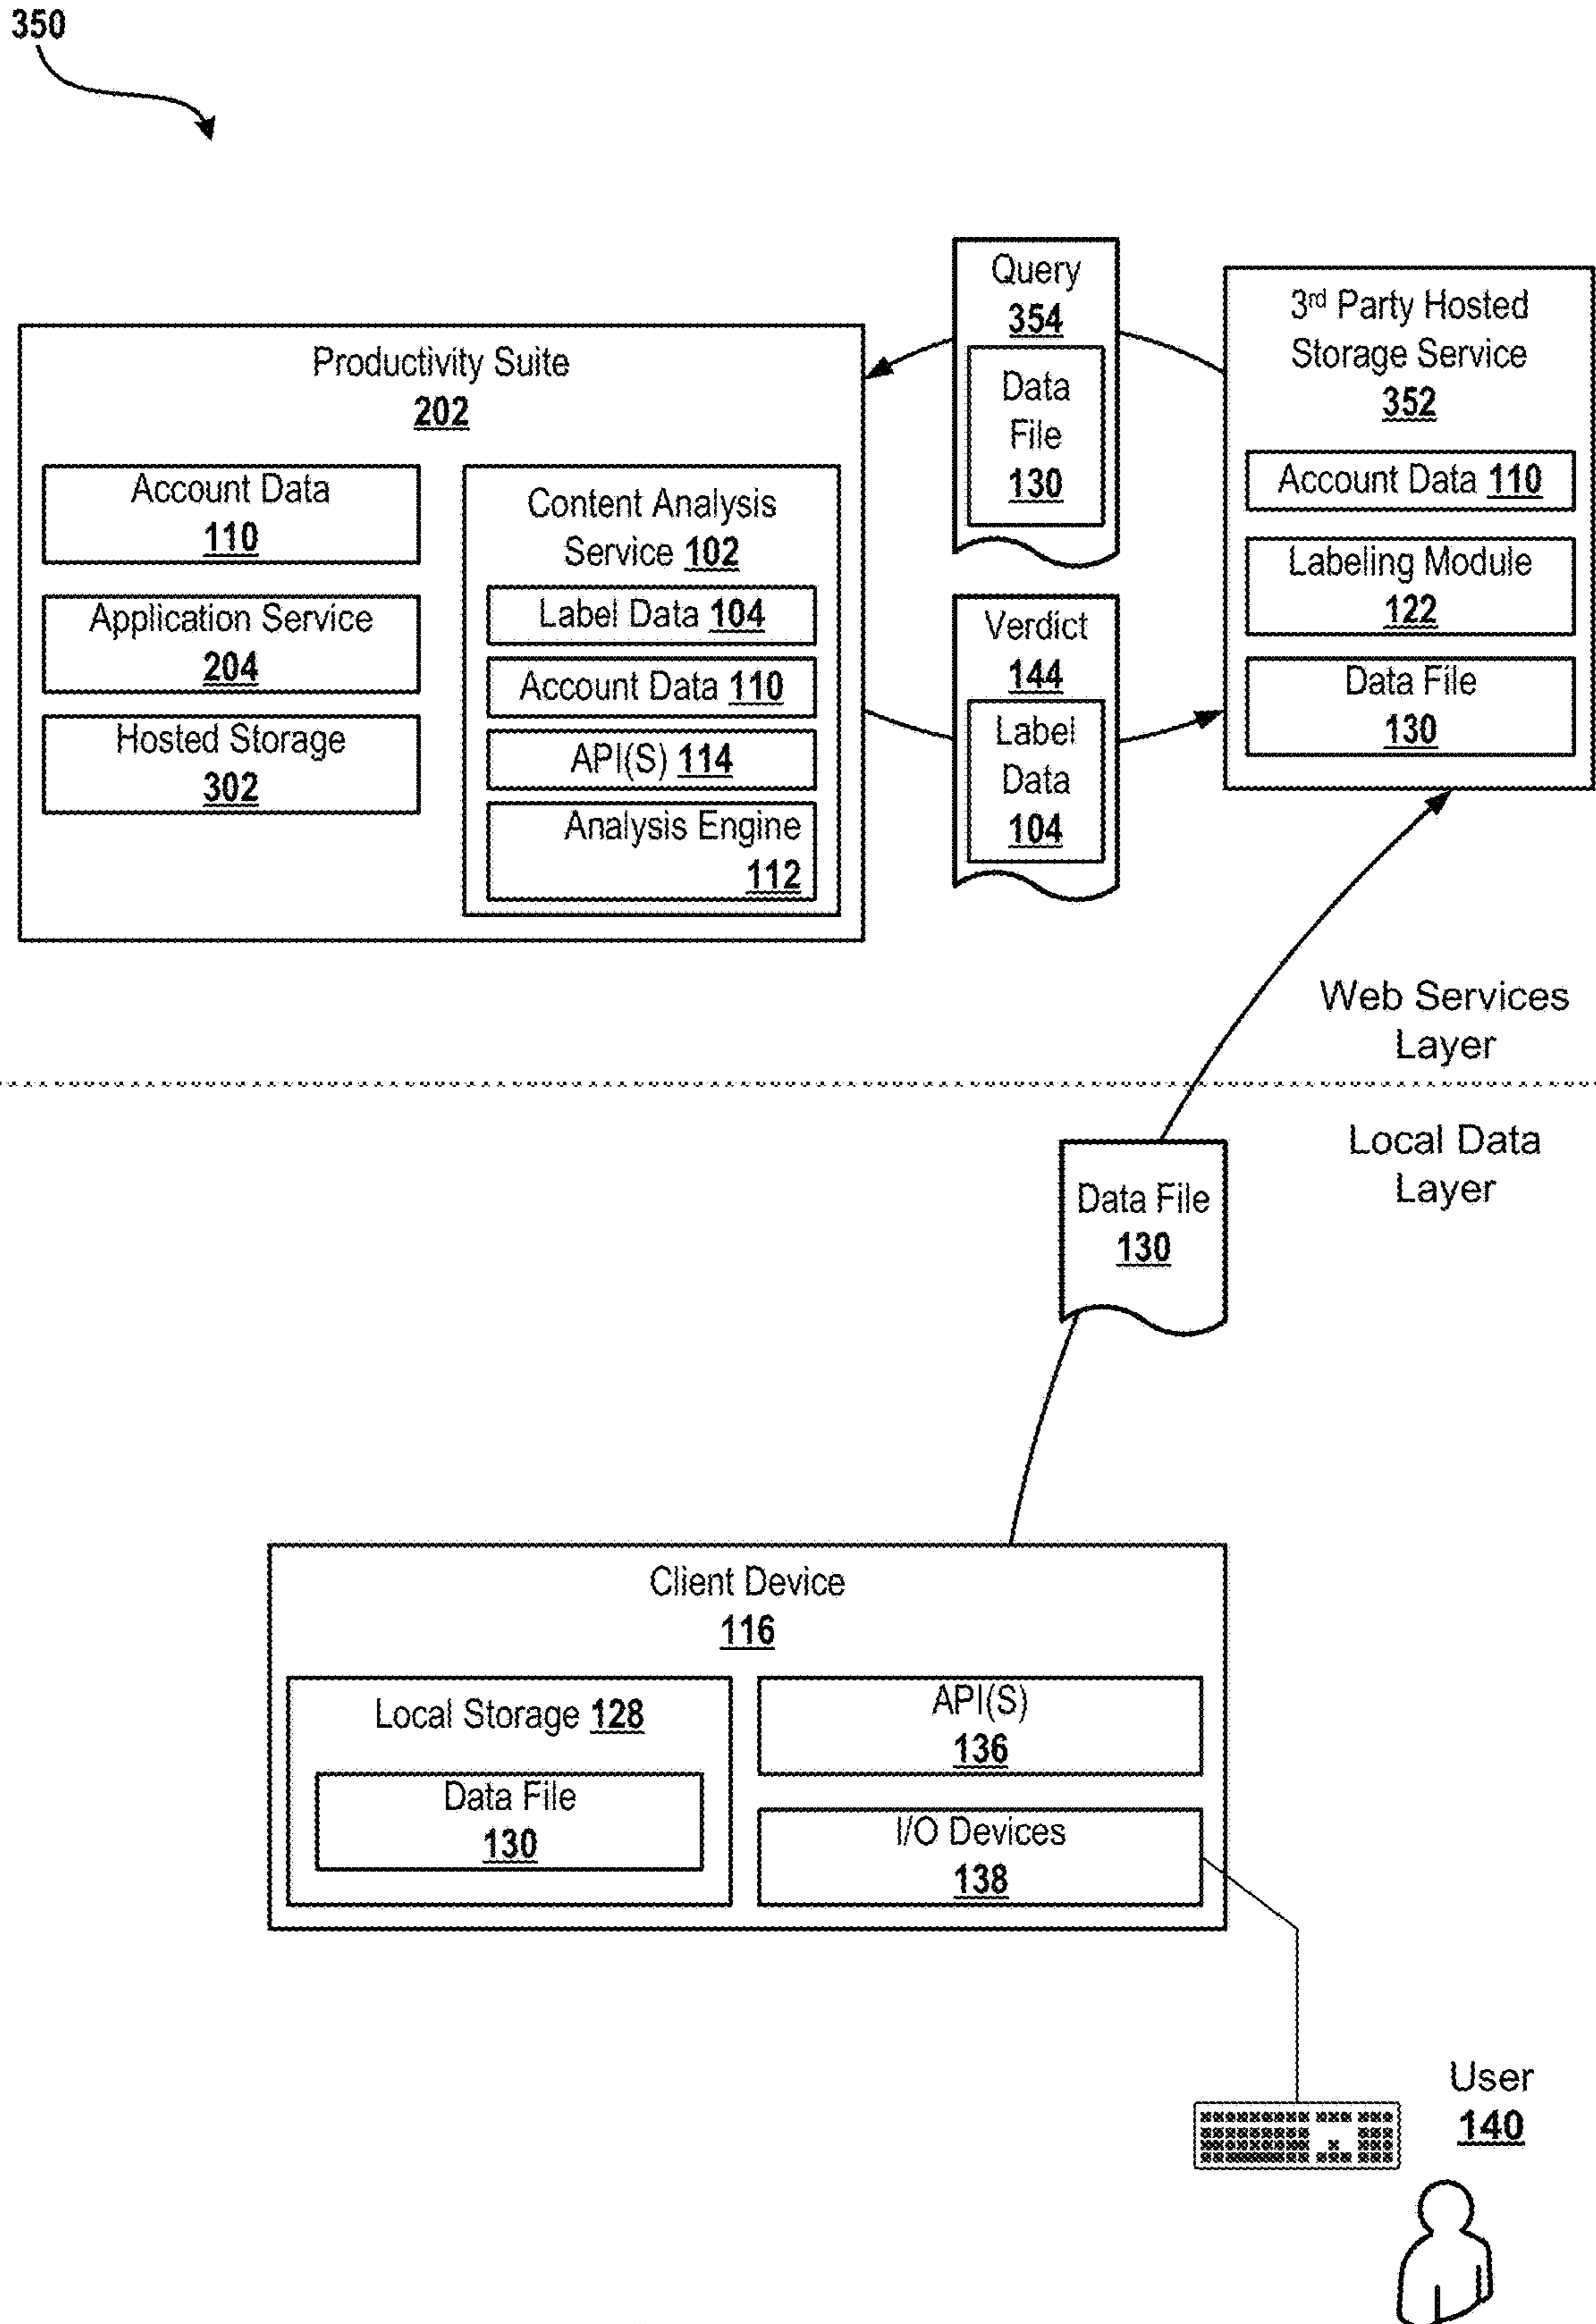 350
Productivity Suite
202
Account Data
110
Application Service
204
Hosted Storage
302
Content Analysis
Service 102
Label Data 104
Account Data 110
API(S) 114
Analysis Engine
112
Query
354
Data
File
130
Verdict
144
Label
Data
104
3rd Party Hosted
Storage Service
352
Account Data 110
Labeling Module
122
Data File
130
Web Services
Layer
Local Data
Layer
Data File
130
Client Device
116
Local Storage 128
Data File
130
API(S)
136
I/O Devices
138
User
140